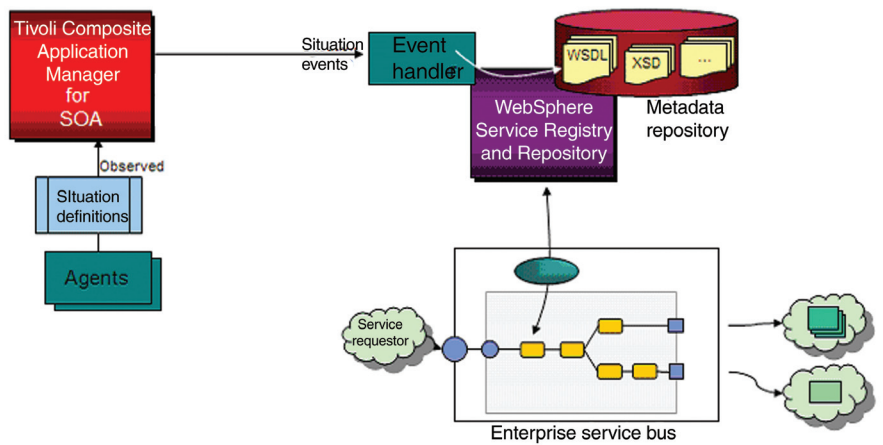 Tivoli Composite
Application
Manager
for
SOA
Situation
events
Event
handler
WSDL
XSD
...
Metadata
repository
WebSphere
Service Registry
and Repository
Observed
SItuation
definitions
Agents
Service
requestor
Enterprise service bus